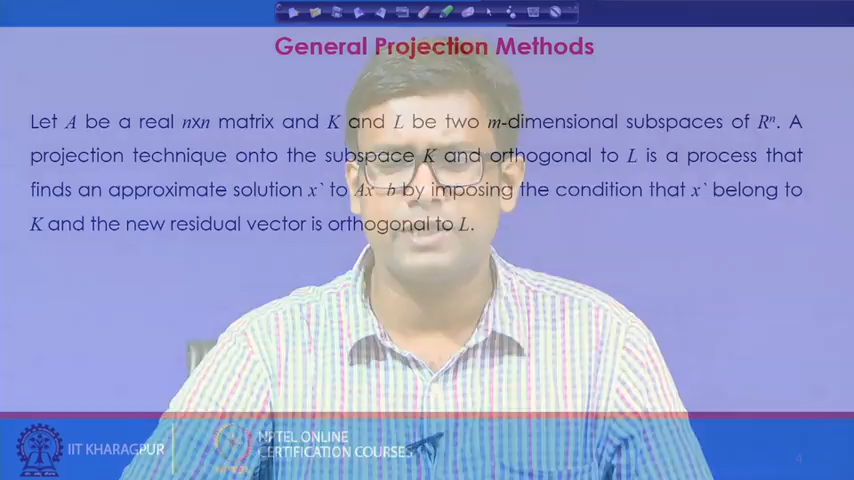 General Projection Methods
Let A be a real nxn matrix and K and L be two m-dimensional subspaces of Rⁿ. A
projection technique onto the subspace K and orthogonal to L is a process that
finds an approximate solution x` to Ax b by imposing the condition that x` belong to
K and the new residual vector is orthogonal to L.
IIT KHARAGPUR
NPTEL ONLINE
CERTIFICATION COURSES
4